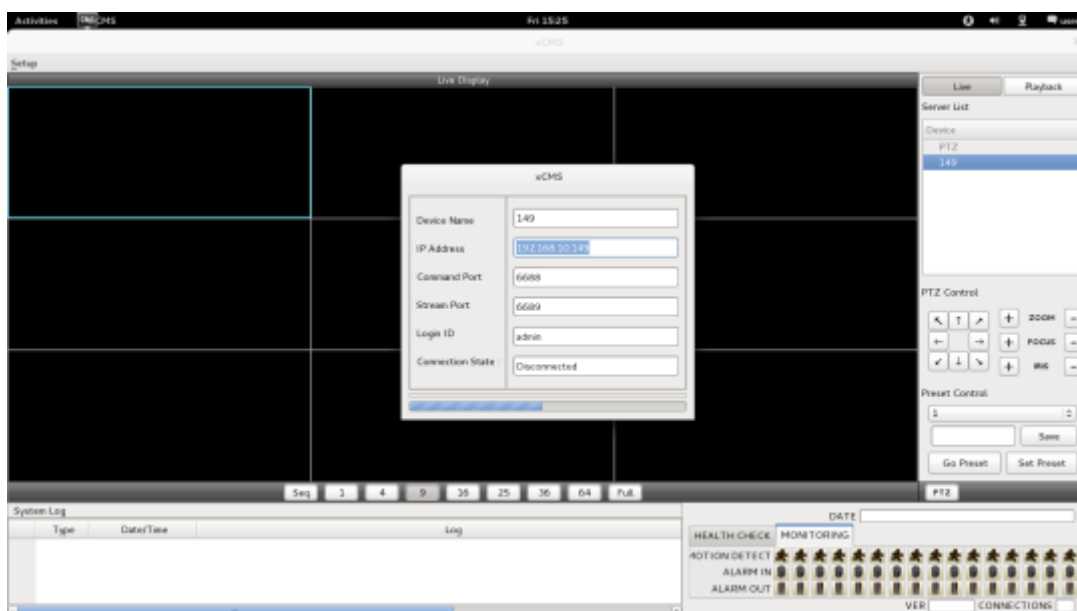 Activities CMS Fri 15:25
xCMS
Setup
Live Display
Live Playback
Server List
Device
PTZ
149
xCMS
Device Name 149
IP Address 192.168.10.149
Command Port 6688
Stream Port 6689
Login ID admin
Connection State : Disconnected
PTZ Control
ZOOM
FOCUS
IRIS
Preset Control
1
Save
Go Preset Set Preset
Seq 1 4 9 16 25 36 64 Full
PTZ
System Log
Type Date/Time Log
DATE
HEALTH CHECK MONITORING
MOTION DETECT
ALARM IN
ALARM OUT
VER CONNECTIONS